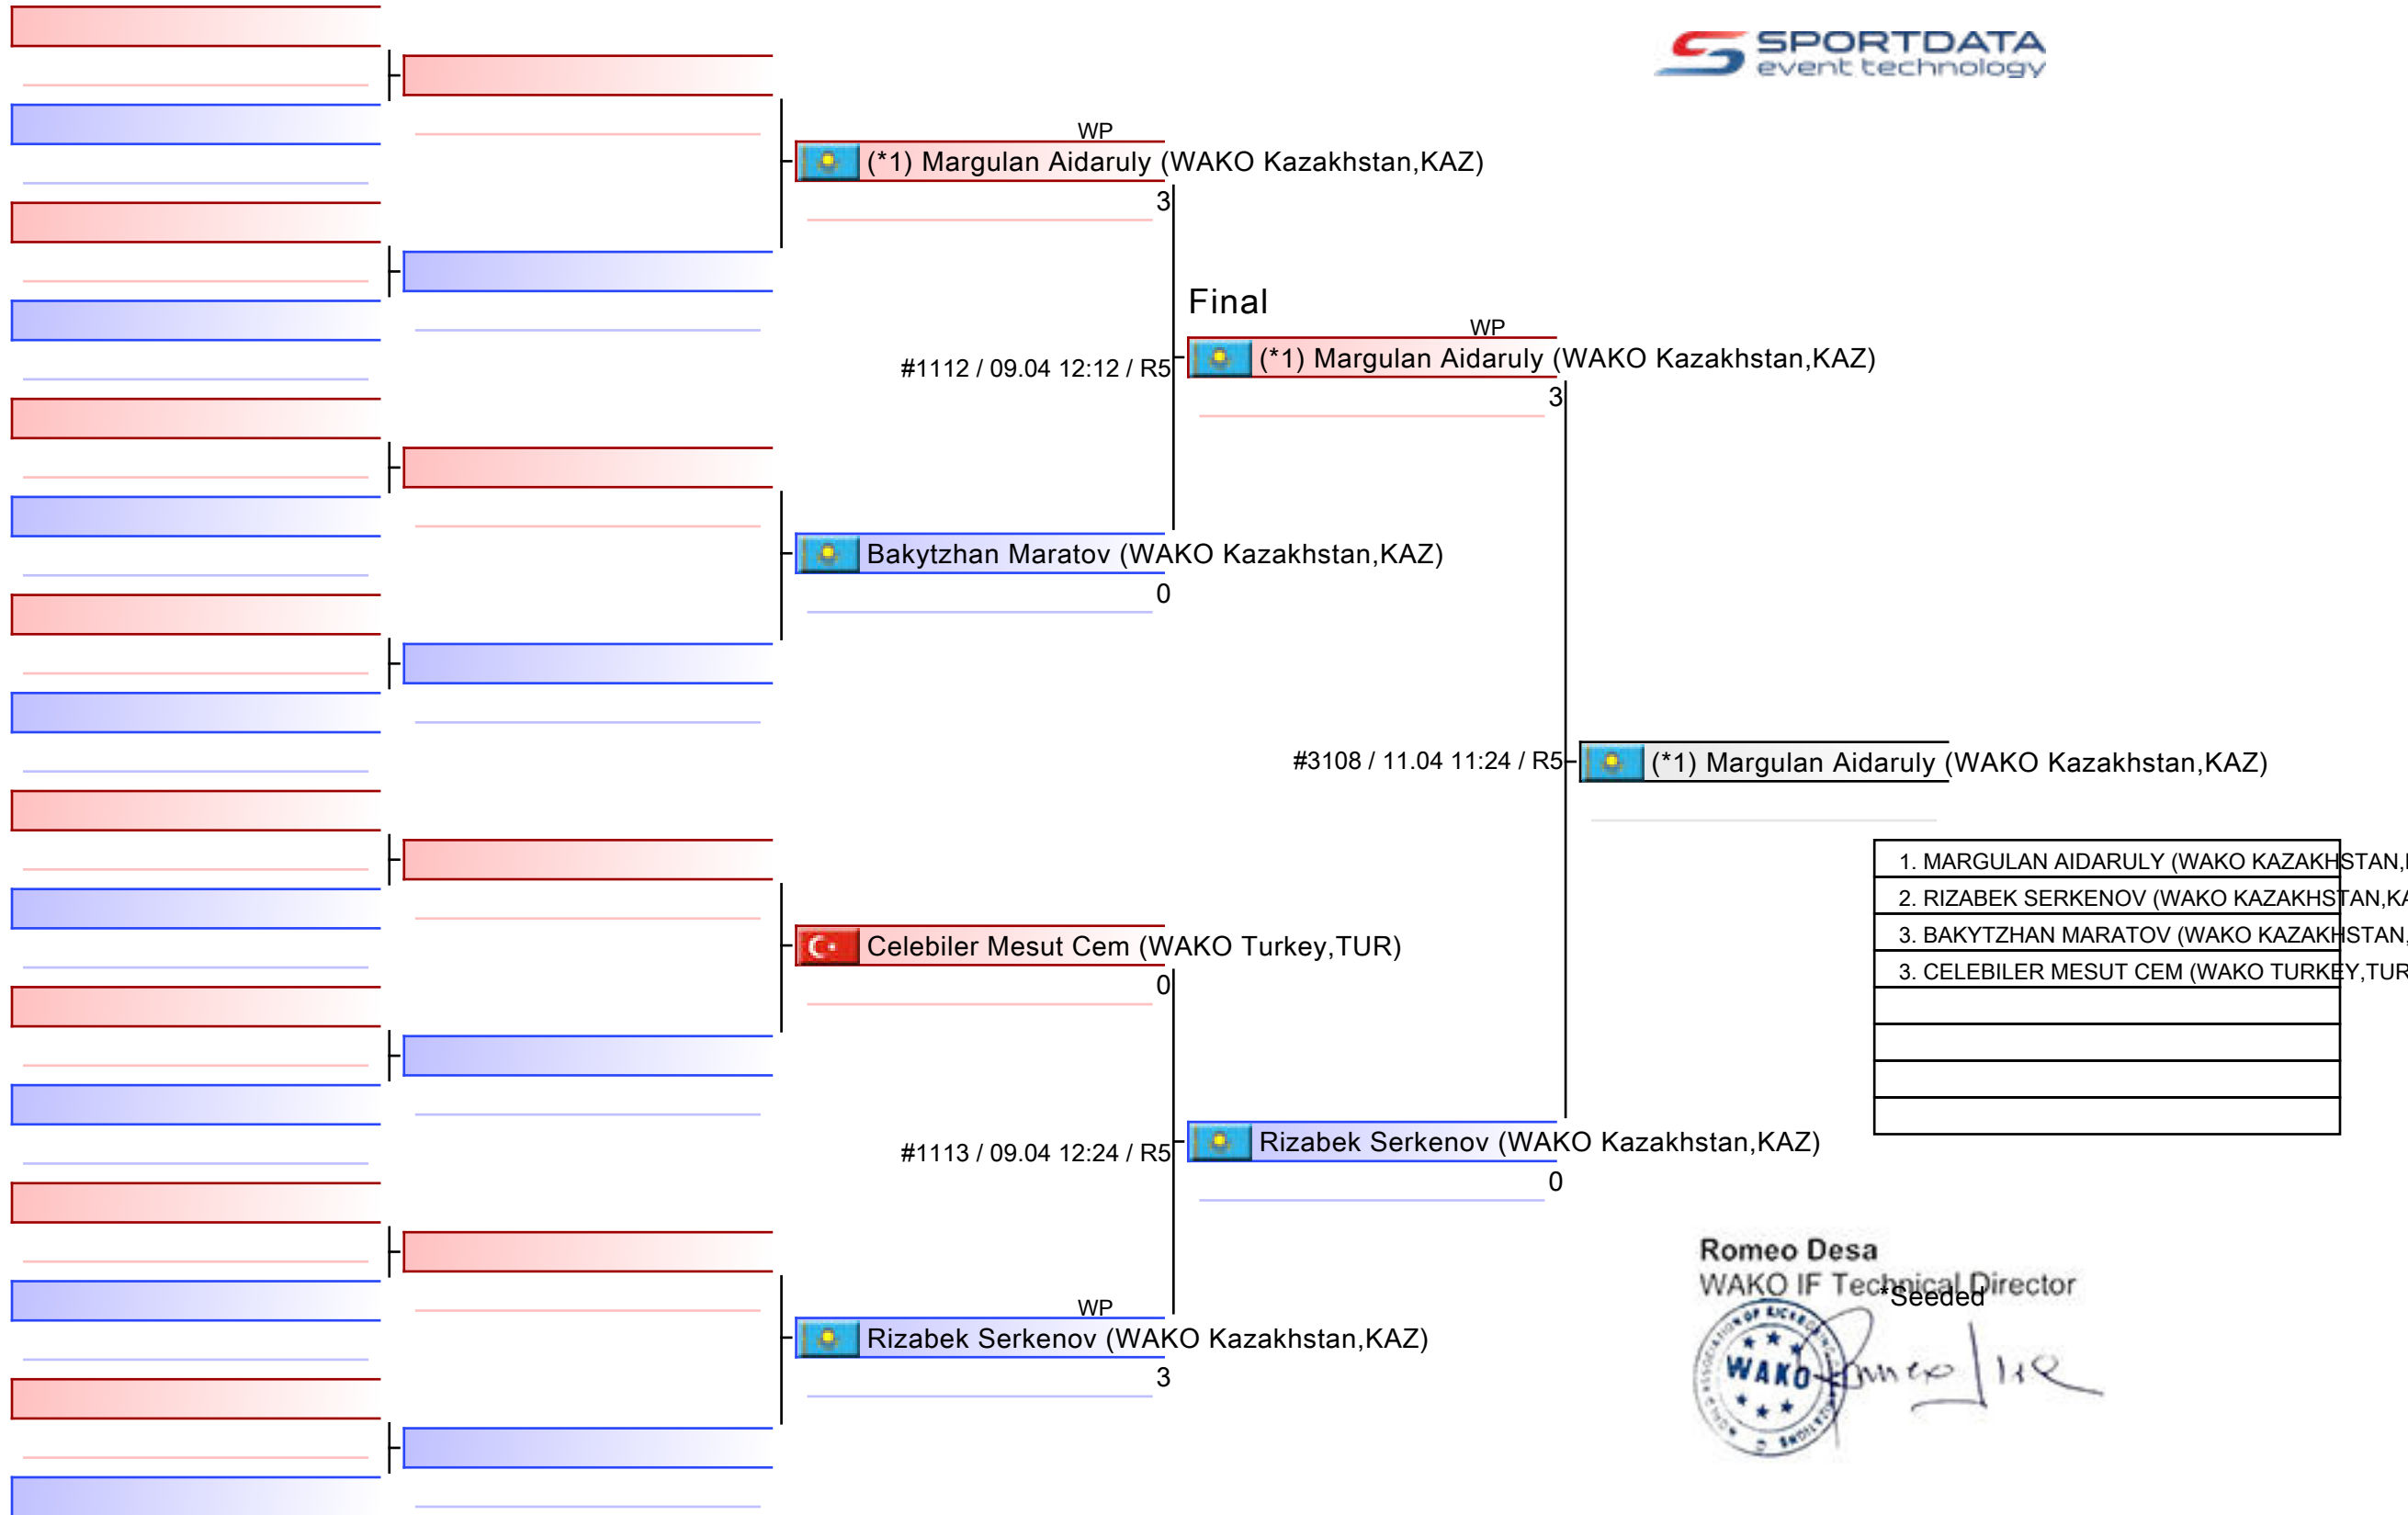 SPORTDATA
event technology
WP
(*1) Margulan Aidaruly (WAKO Kazakhstan,KAZ)
3
Final
WP
#1112 / 09.04 12:12 / R5
(*1) Margulan Aidaruly (WAKO Kazakhstan,KAZ)
3
Bakytzhan Maratov (WAKO Kazakhstan,KAZ)
0
#3108 / 11.04 11:24 / R5
(*1) Margulan Aidaruly (WAKO Kazakhstan,KAZ)
1. MARGULAN AIDARULY (WAKO KAZAKHSTAN,
2. RIZABEK SERKENOV (WAKO KAZAKHSTAN,KA
3. BAKYTZHAN MARATOV (WAKO KAZAKHSTAN,
3. CELEBILER MESUT CEM (WAKO TURKEY,TUR
Celebiler Mesut Cem (WAKO Turkey,TUR)
0
#1113 / 09.04 12:24 / R5
Rizabek Serkenov (WAKO Kazakhstan,KAZ)
0
WP
Rizabek Serkenov (WAKO Kazakhstan,KAZ)
3
Romeo Desa
WAKO IF Technical Director
*Seeded
WAKO